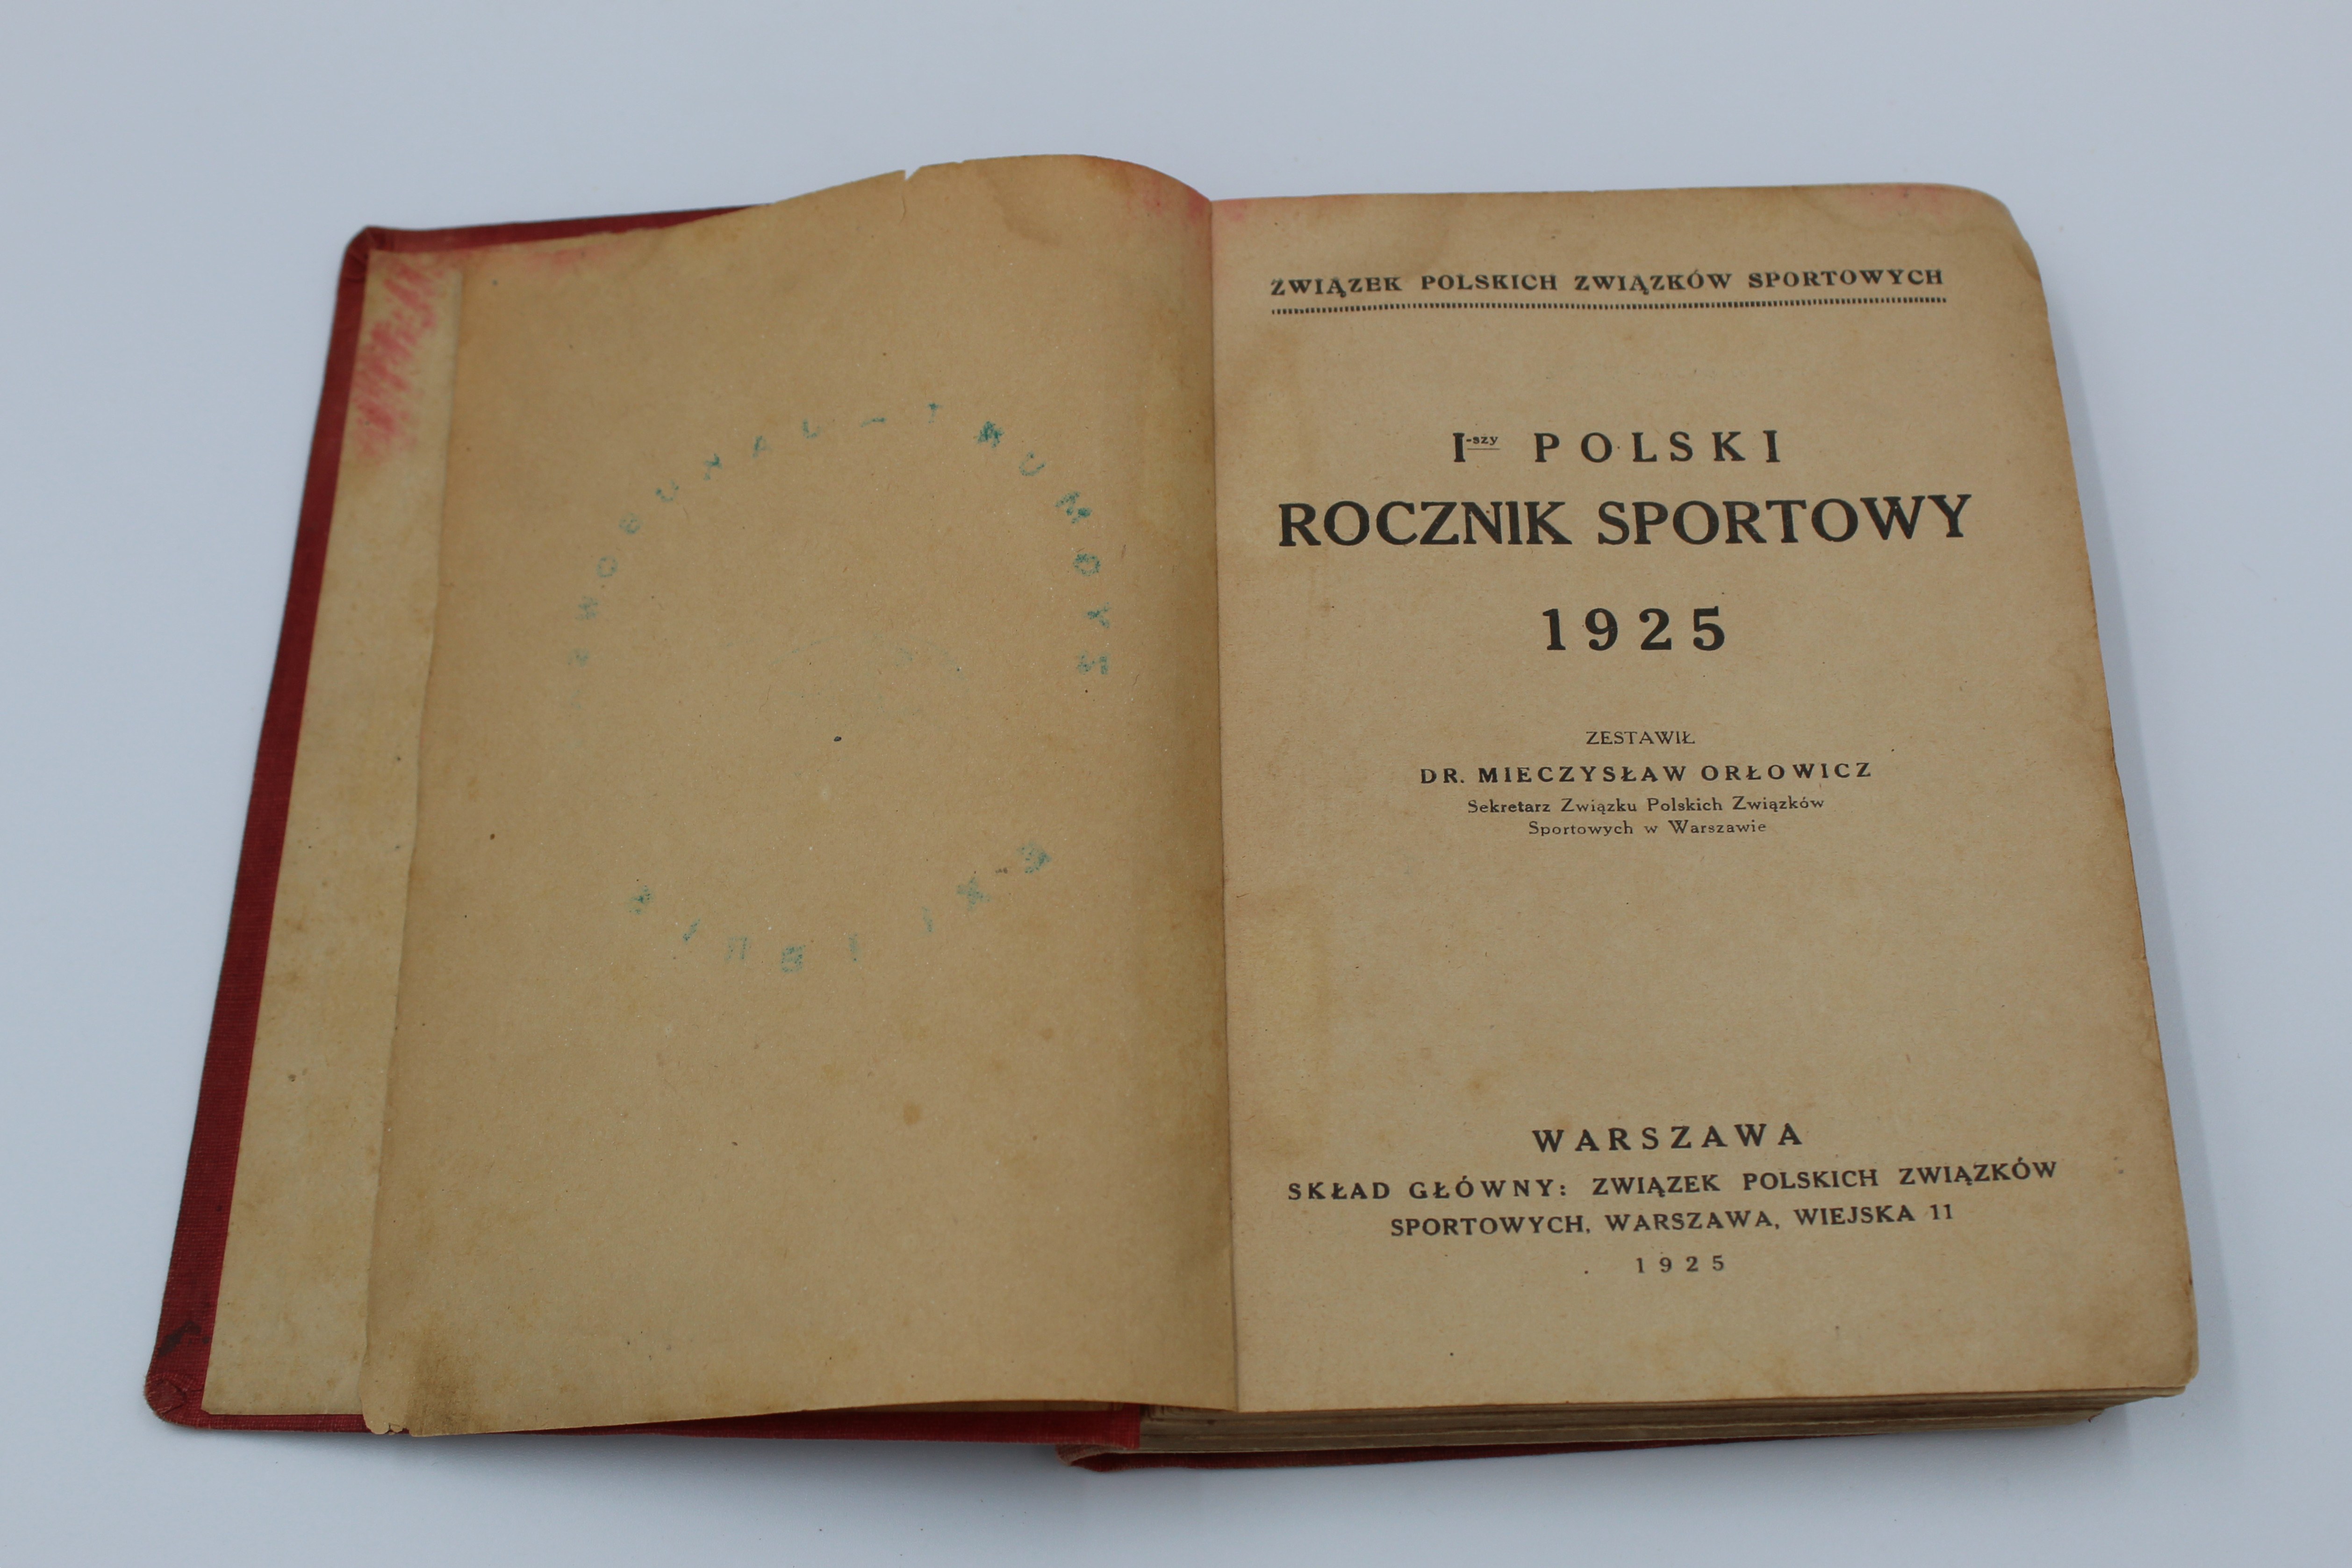 ZWIĄZEK POLSKICH ZWIĄZKÓW SPORTOWYCH
I-szy POLSKI
ROCZNIK SPORTOWY
1925
ZESTAWIŁ
DR. MIECZYSŁAW ORŁOWICZ
Sekretarz Związku Polskich Związków
Sportowych w Warszawie
WARSZAWA
SKŁAD GŁÓWNY: ZWIĄZEK POLSKICH ZWIĄZKÓW
SPORTOWYCH, WARSZAWA, WIEJSKA 11
1925